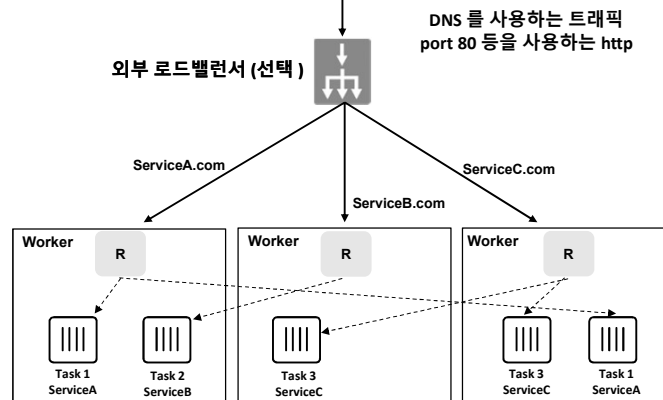 DNS 를 사용하는 트래픽
port 80 등을 사용하는 http
외부 로드밸런서 (선택 )
ServiceA.com
ServiceB.com
ServiceC.com
Worker
R
Worker
R
Worker
R
Task 1
ServiceA
Task 2
ServiceB
Task 3
ServiceC
Task 3
ServiceC
Task 1
ServiceA